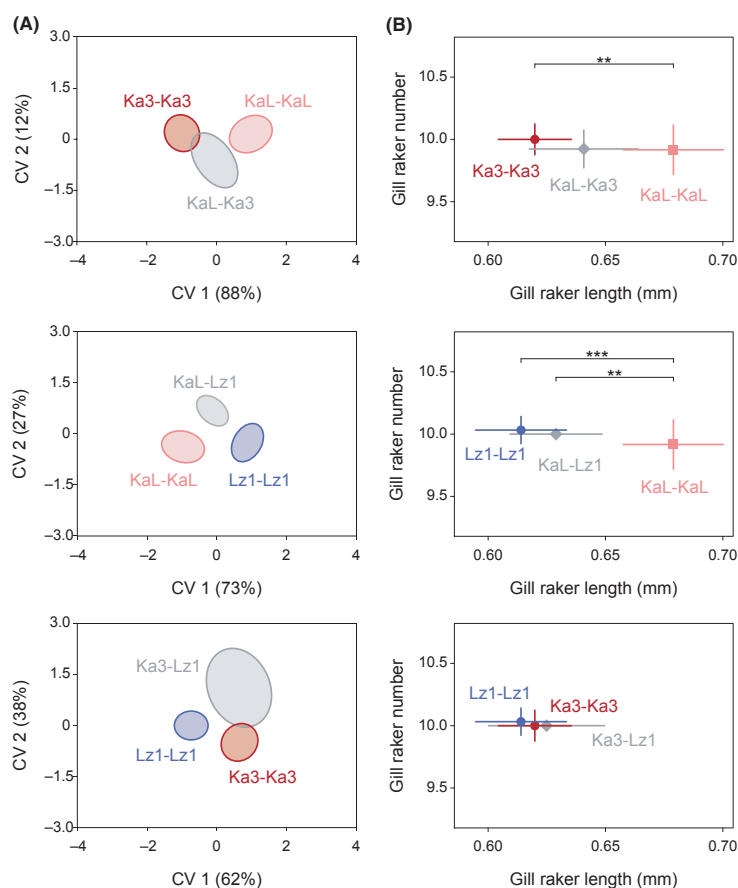 (A)
3.0
1.5
0
–1.5
–3.0
CV 2 (12%)
Ka3-Ka3
KaL-KaL
KaL-Ka3
–4
–2
0
2
4
CV 1 (88%)
(B)
10.5
10.0
9.5
Gill raker number
**
Ka3-Ka3
KaL-Ka3
KaL-KaL
0.60
0.65
0.70
Gill raker length (mm)
3.0
1.5
0
–1.5
–3.0
CV 2 (27%)
KaL-Lz1
KaL-KaL
Lz1-Lz1
–4
–2
0
2
4
CV 1 (73%)
10.5
10.0
9.5
Gill raker number
***
**
Lz1-Lz1
KaL-Lz1
KaL-KaL
0.60
0.65
0.70
Gill raker length (mm)
3.0
1.5
0
–1.5
–3.0
CV 2 (38%)
Ka3-Lz1
Lz1-Lz1
Ka3-Ka3
–4
–2
0
2
4
CV 1 (62%)
10.5
10.0
9.5
Gill raker number
Lz1-Lz1
Ka3-Ka3
Ka3-Lz1
0.60
0.65
0.70
Gill raker length (mm)